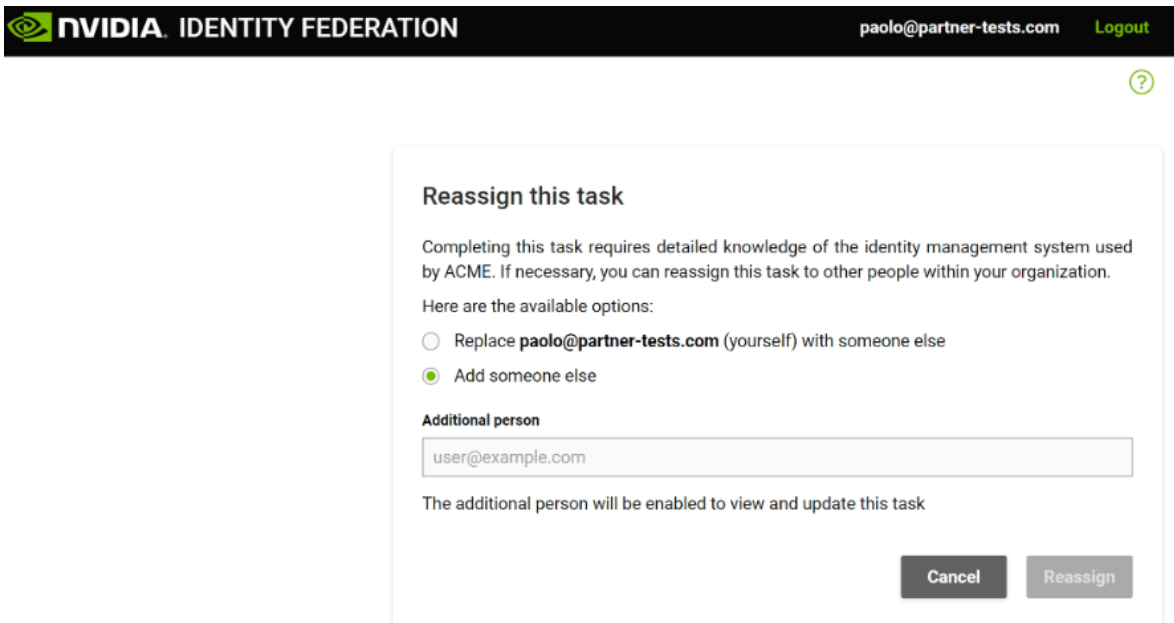 NVIDIA. IDENTITY FEDERATION paolo@partner-tests.com Logout
?
Reassign this task
Completing this task requires detailed knowledge of the identity management system used
by ACME. If necessary, you can reassign this task to other people within your organization.
Here are the available options:
Replace paolo@partner-tests.com (yourself) with someone else
Add someone else
Additional person
user@example.com
The additional person will be enabled to view and update this task
Cancel Reassign